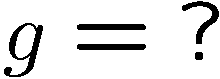 g = ?